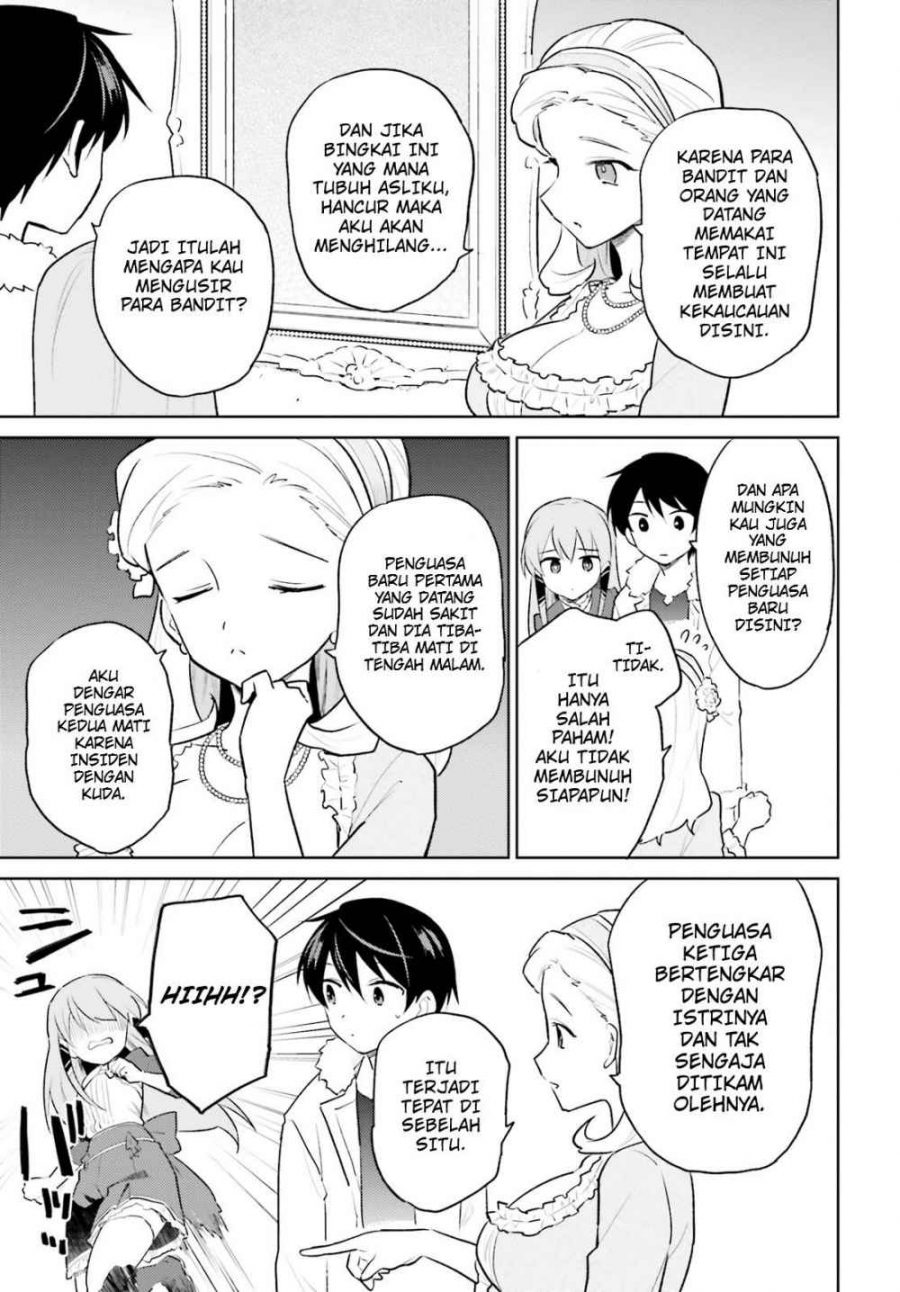 KARENA PARA
BANDIT DAN
ORANG YANG
DATANG
MEMAKAI
TEMPAT INI
SELALU
MEMBUAT
KEKAUCAUAN
DISINI.
DAN JIKA
BINGKAI INI
YANG MANA
TUBUH ASLIKU,
HANCUR MAKA
AKU AKAN
MENGHILANG...
JADI ITULAH
MENGAPA KAU
MENGUSIR
PARA BANDIT?
DAN APA
MUNGKIN
KAU JUGA
YANG
MEMBUNUH
SETIAP
PENGUASA
BARU
DISINI?
TI-
TIDAK.
ITU
HANYA
SALAH
PAHAM!
AKU TIDAK
MEMBUNUH
SIAPAPUN!
PENGUASA
BARU PERTAMA
YANG DATANG
SUDAH SAKIT
DAN DIA TIBA-
TIBA MATI DI
TENGAH MALAM.
AKU
DENGAR
PENGUASA
KEDUA MATI
KARENA
INSIDEN
DENGAN
KUDA.
PENGUASA
KETIGA
BERTENGKAR
DENGAN
ISTRINYA
DAN TAK
SENGAJA
DITIKAM
OLEHNYA.
ITU
TERJADI
TEPAT DI
SEBELAH
SITU.
HIIHH!?